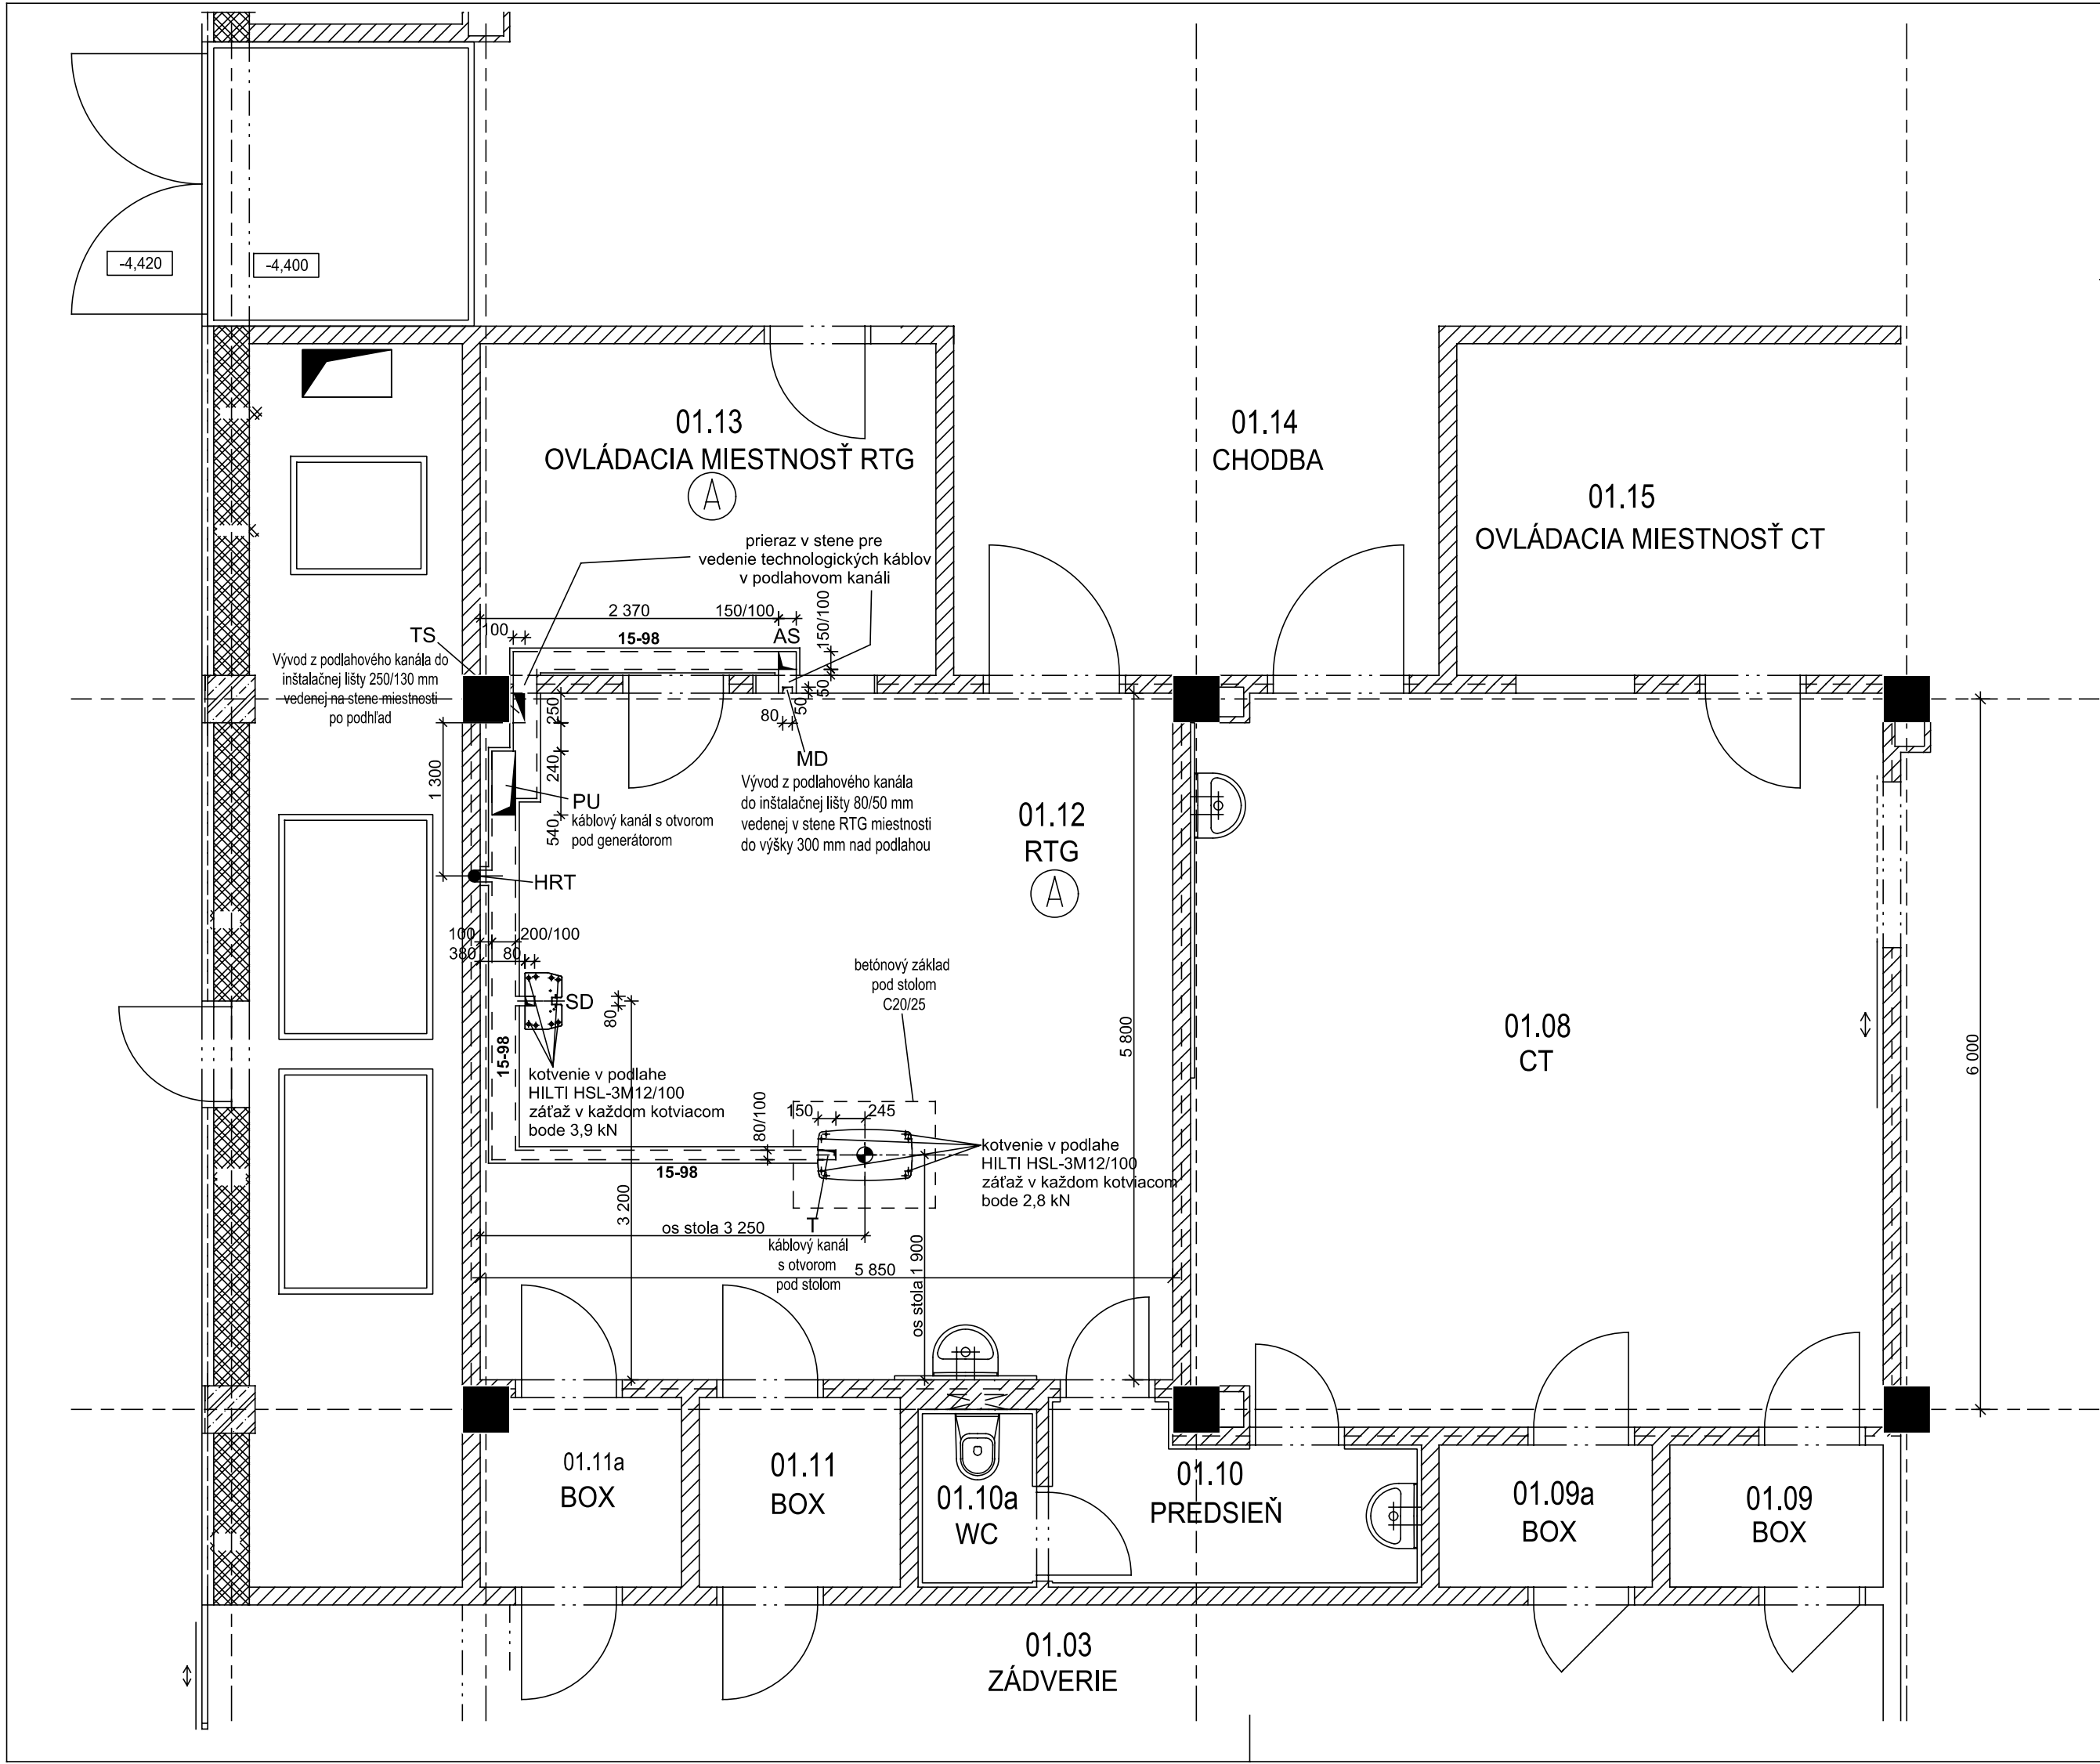 -4,420
-4,400
01.13
OVLÁDACIA MIESTNOSŤ RTG
A
01.14
CHODBA
01.15
OVLÁDACIA MIESTNOSŤ CT
prieraz v stene pre
vedenie technologických káblov
v podlahovom kanáli
2 370
150/100
150/100
100
15-98
AS
TS
Vývod z podlahového kanála do
inštalačnej lišty 250/130 mm
vedenej na stene miestnosti
po podhľad
50
50
80
250
240
540
1 300
MD
Vývod z podlahového kanála
do inštalačnej lišty 80/50 mm
vedenej v stene RTG miestnosti
do výšky 300 mm nad podlahou
PU
káblový kanál s otvorom
pod generátorom
HRT
01.12
RTG
A
100
200/100
380
80
SD
80
betónový základ
pod stolom
C20/25
5 800
01.08
CT
6 000
15-98
kotvenie v podlahe
HILTI HSL-3M12/100
záťaž v každom kotviacom
bode 3,9 kN
80/100
150
245
kotvenie v podlahe
HILTI HSL-3M12/100
záťaž v každom kotviacom
bode 2,8 kN
15-98
3 200
os stola 3 250
T
káblový kanál
s otvorom
pod stolom
5 850
os stola 1 900
01.11a
BOX
01.11
BOX
01.10a
WC
01.10
PREDSIEŇ
01.09a
BOX
01.09
BOX
01.03
ZÁDVERIE